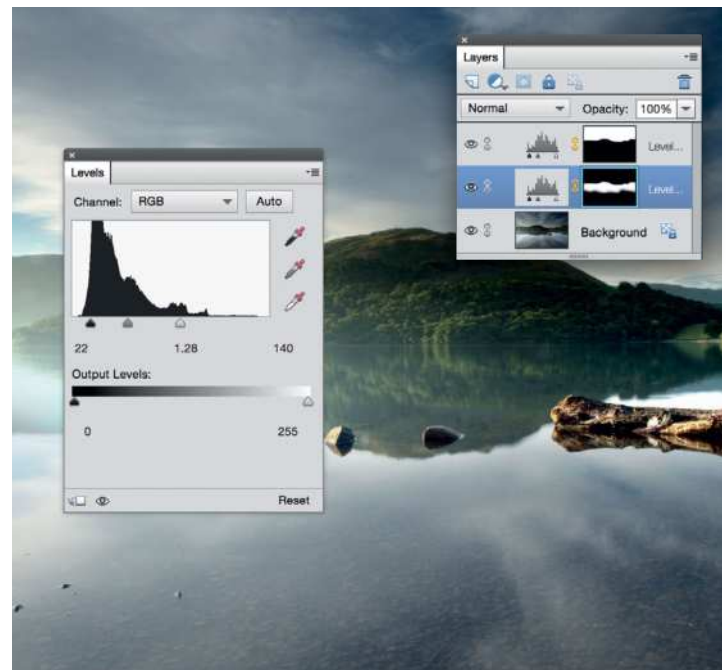 Layers
Normal Opacity: 100%
Level...
Level...
Background
Levels
Channel: RGB Auto
22 1.28 140
Output Levels:
0 255
Reset